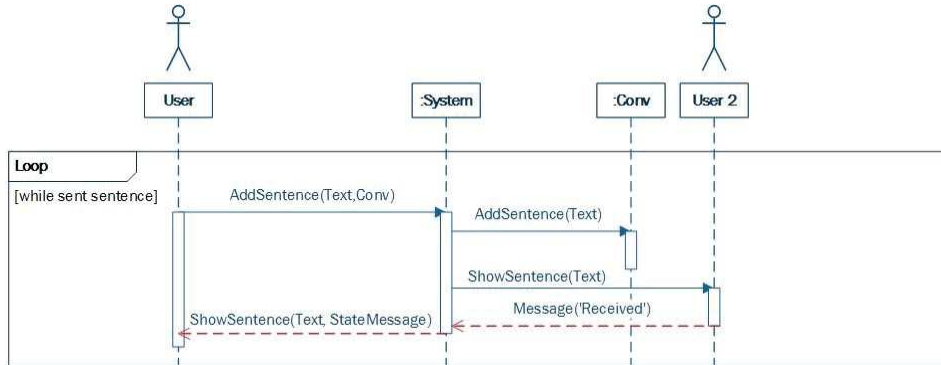 User
:System
:Conv
User 2
Loop
[while sent sentence]
AddSentence(Text,Conv)
AddSentence(Text)
ShowSentence(Text)
Message('Received')
ShowSentence(Text, StateMessage)